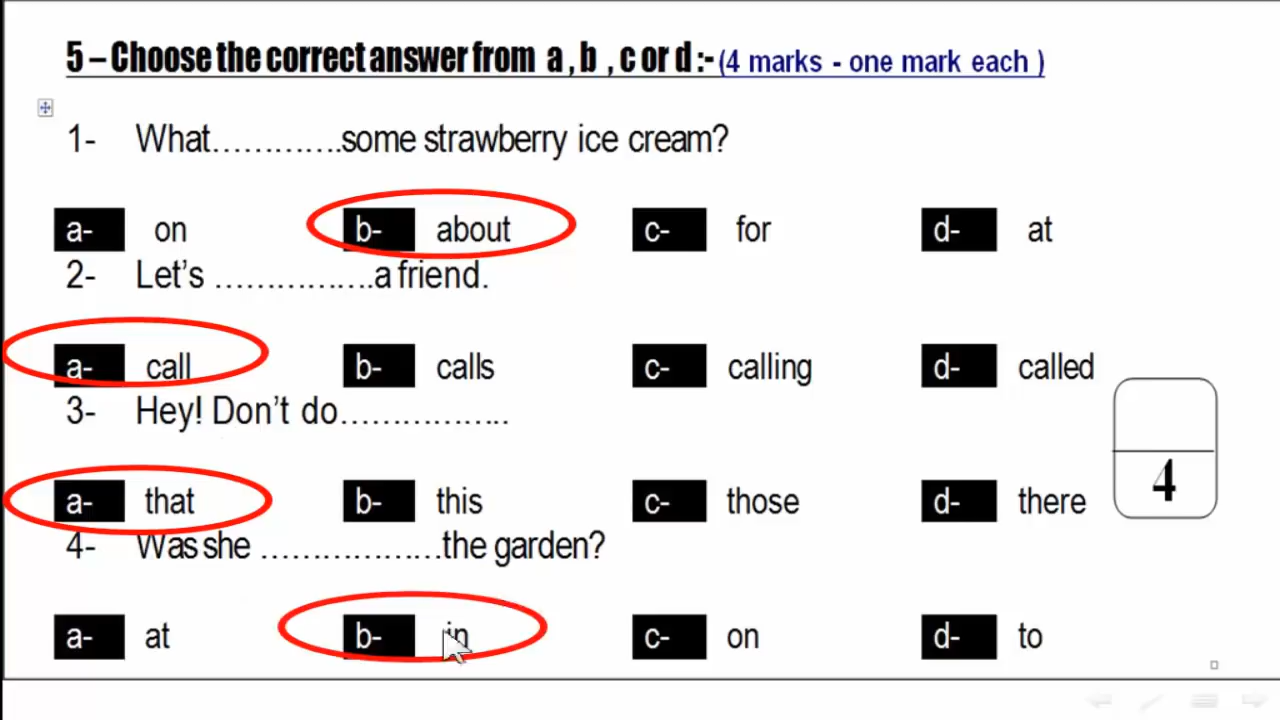 5 – Choose the correct answer from a , b , c or d :- (4 marks - one mark each )
1- What………….some strawberry ice cream?
a- on b- about c- for d- at
2- Let’s …………….a friend.
a- call b- calls c- calling d- called
3- Hey! Don’t do……………..
a- that b- this c- those d- there
4
4- Was she ……………….the garden?
a- at b- in c- on d- to